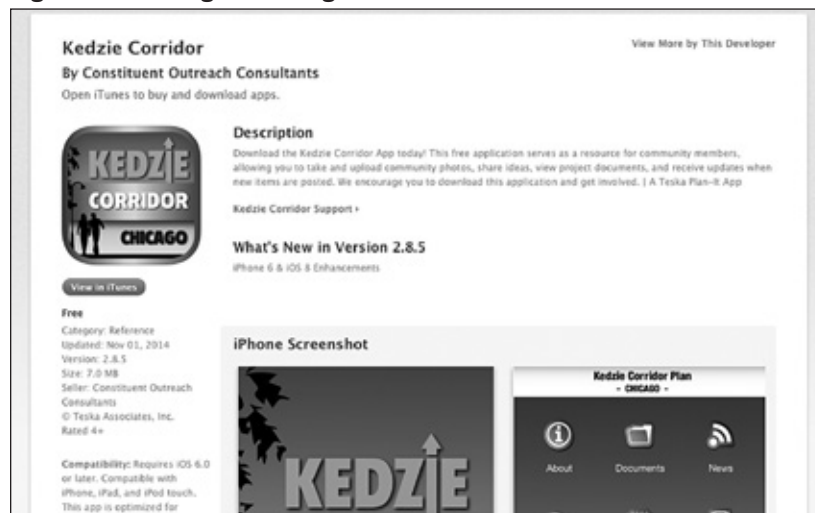 Kedzie Corridor
View More by This Developer
By Constituent Outreach Consultants
Open iTunes to buy and download apps.
KEDZIE
CORRIDOR
CHICAGO
View in iTunes
Free
Category: Reference
Updated: Nov 01, 2014
Version: 2.8.5
Size: 7.0 MB
Seller: Constituent Outreach
Consultants
© Teska Associates, Inc.
Rated 4+
Compatibility: Requires iOS 6.0
or later. Compatible with
iPhone, iPad, and iPod touch.
This app is optimized for
Description
Download the Kedzie Corridor App today! This free application serves as a resource for community members,
allowing you to take and upload community photos, share ideas, view project documents, and receive updates when
new items are posted. We encourage you to download this application and get involved. | A Teska Plan-It App
Kedzie Corridor Support ›
What's New in Version 2.8.5
iPhone 6 & iOS 8 Enhancements
iPhone Screenshot
KEDZIE
Kedzie Corridor Plan
- CHICAGO -
About
Documents
News